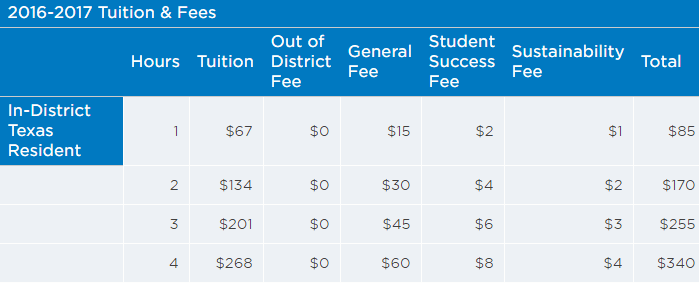 2016-2017 Tuition & Fees
Hours Tuition Out of District Fee General Fee Student Success Fee Sustainability Fee Total
In-District Texas Resident 1 $67 $0 $15 $2 $1 $85
2 $134 $0 $30 $4 $2 $170
3 $201 $0 $45 $6 $3 $255
4 $268 $0 $60 $8 $4 $340